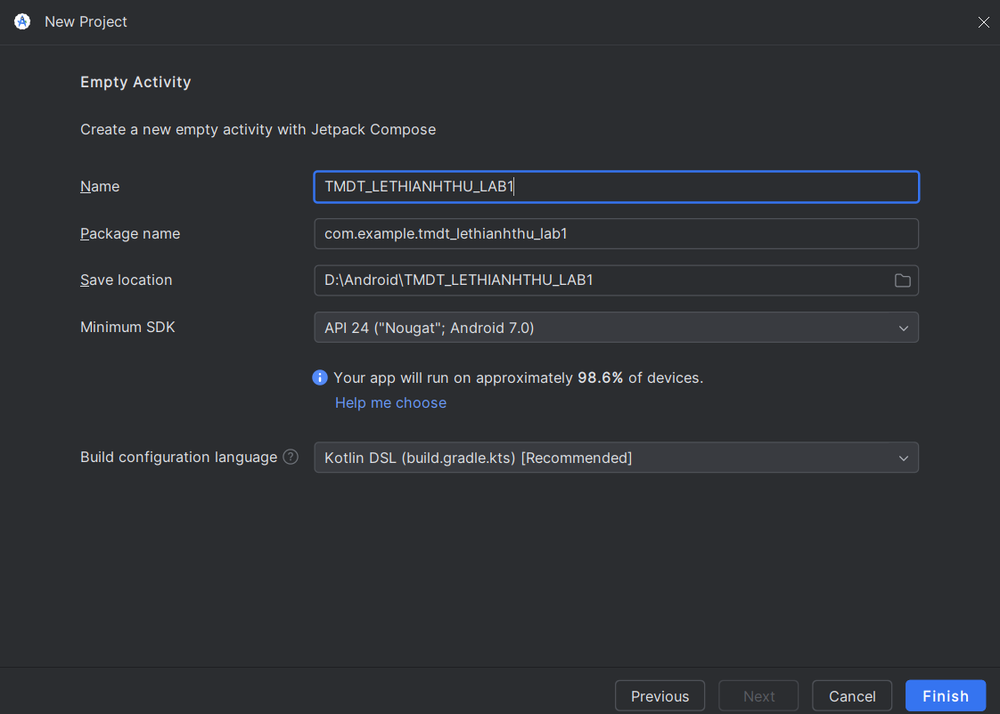 New Project
Empty Activity
Create a new empty activity with Jetpack Compose
Name TMDT_LETHIANHTHU_LAB1
Package name com.example.tmdt_lethianhthu_lab1
Save location D:\Android\TMDT_LETHIANHTHU_LAB1
Minimum SDK API 24 ("Nougat"; Android 7.0)
Your app will run on approximately 98.6% of devices.
Help me choose
Build configuration language ? Kotlin DSL (build.gradle.kts) [Recommended]
Previous Next Cancel Finish